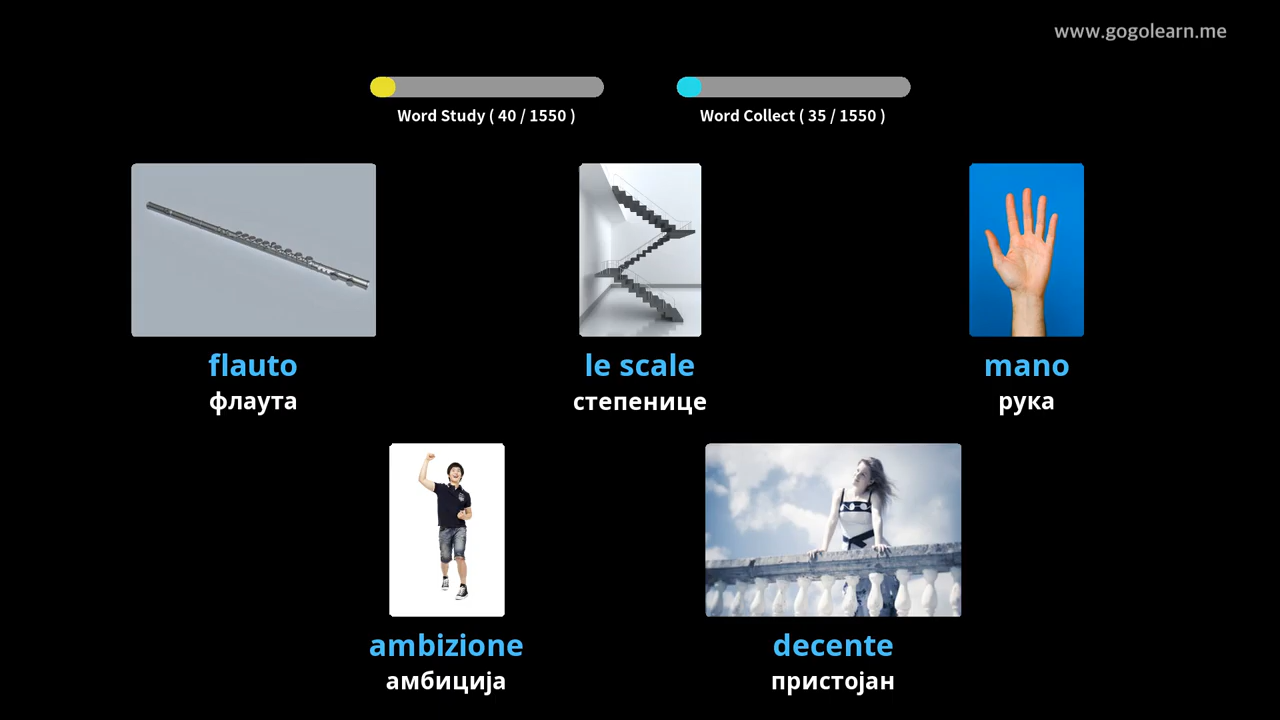 www.gogolearn.me
Word Study ( 40 / 1550 )
Word Collect ( 35 / 1550 )
flauto
флаута
le scale
степенице
mano
рука
ambizione
амбиција
decente
пристојан